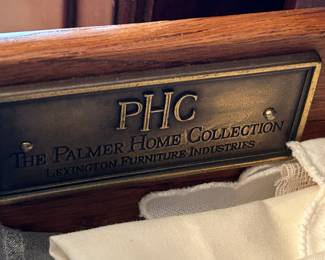 PHC
THE PALMER HOME COLLECTION
LEXINGTON FURNITURE INDUSTRIES